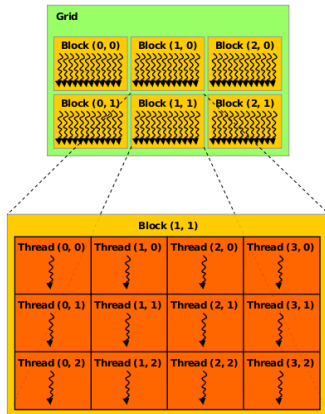 Grid
Block (0, 0) Block (1, 0) Block (2, 0)
Block (0, 1) Block (1, 1) Block (2, 1)
Block (1, 1)
Thread (0, 0) Thread (1, 0) Thread (2, 0) Thread (3, 0)
Thread (0, 1) Thread (1, 1) Thread (2, 1) Thread (3, 1)
Thread (0, 2) Thread (1, 2) Thread (2, 2) Thread (3, 2)